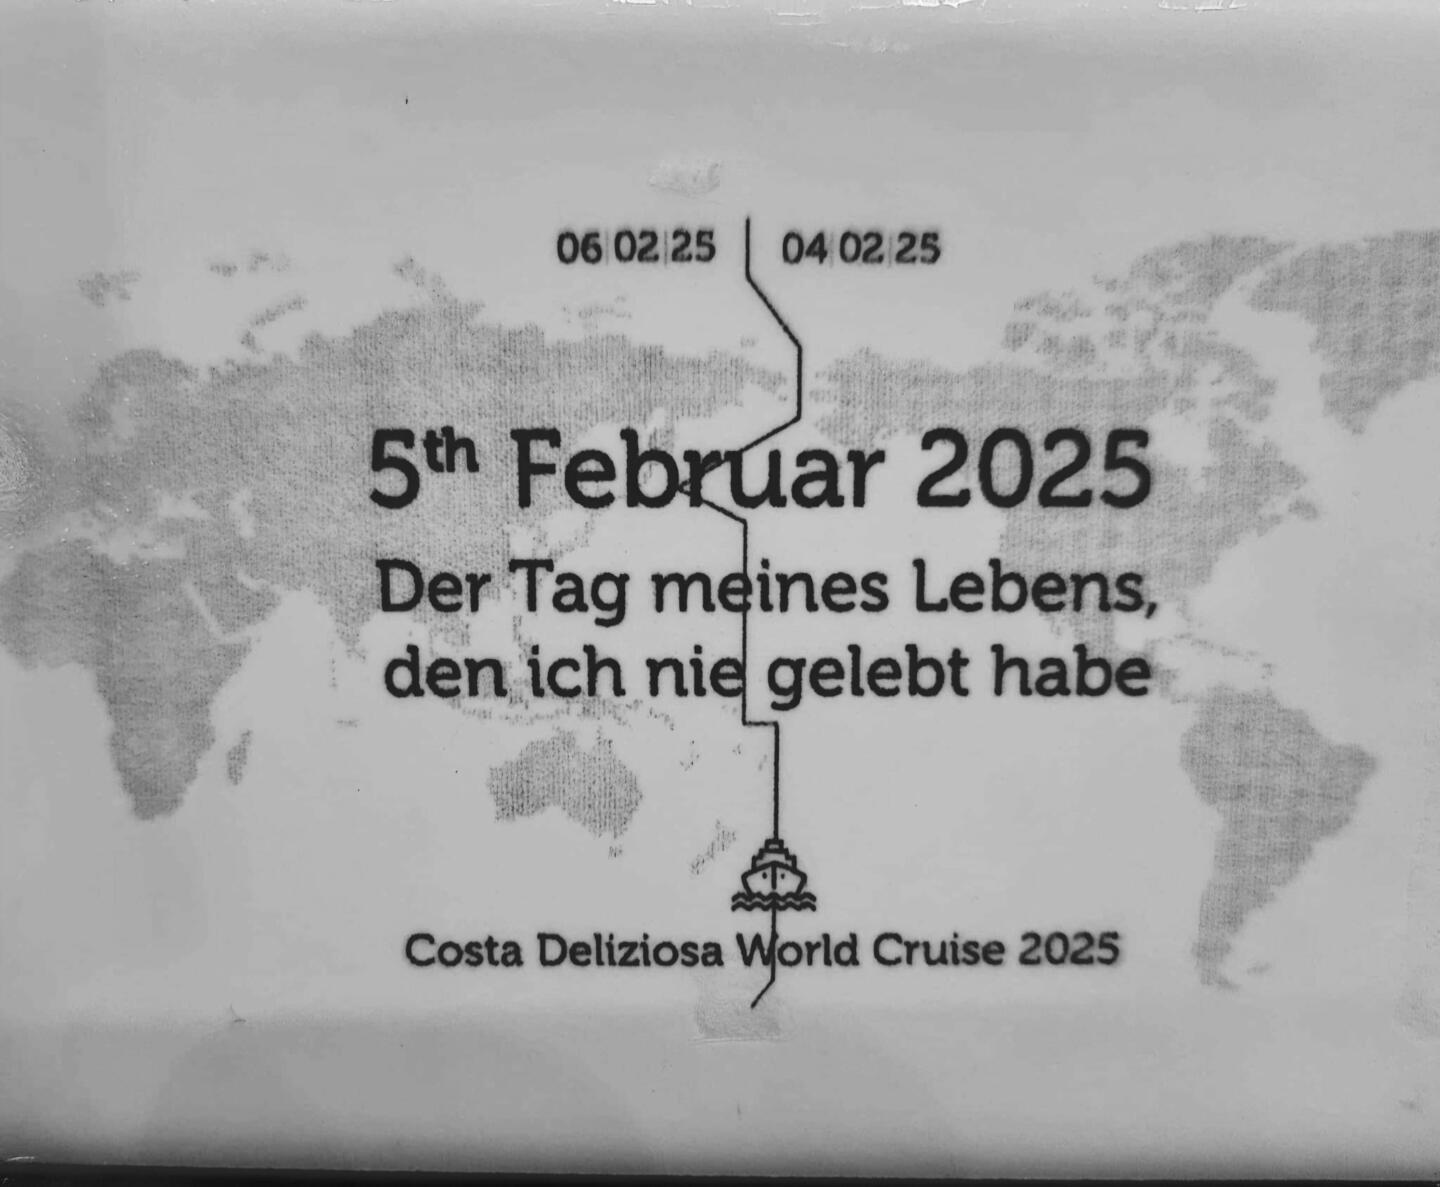 06|02|25 04|02|25
5th Februar 2025
Der Tag meines Lebens,
den ich nie gelebt habe
Costa Deliziosa World Cruise 2025